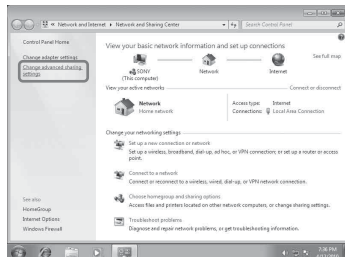 « Network and Internet ▸ Network and Sharing Center
Search Control Panel
Control Panel Home
Change adapter settings
Change advanced sharing
settings
View your basic network information and set up connections
See full map
SONY
(This computer)
Network
Internet
View your active networks
Connect or disconnect
Network
Home network
Access type: Internet
Connections: Local Area Connection
Change your networking settings
Set up a new connection or network
Set up a wireless, broadband, dial-up, ad hoc, or VPN connection; or set up a router or access
point.
Connect to a network
Connect or reconnect to a wireless, wired, dial-up, or VPN network connection.
Choose homegroup and sharing options
Access files and printers located on other network computers, or change sharing settings.
Troubleshoot problems
Diagnose and repair network problems, or get troubleshooting information.
See also
HomeGroup
Internet Options
Windows Firewall
7:36 PM